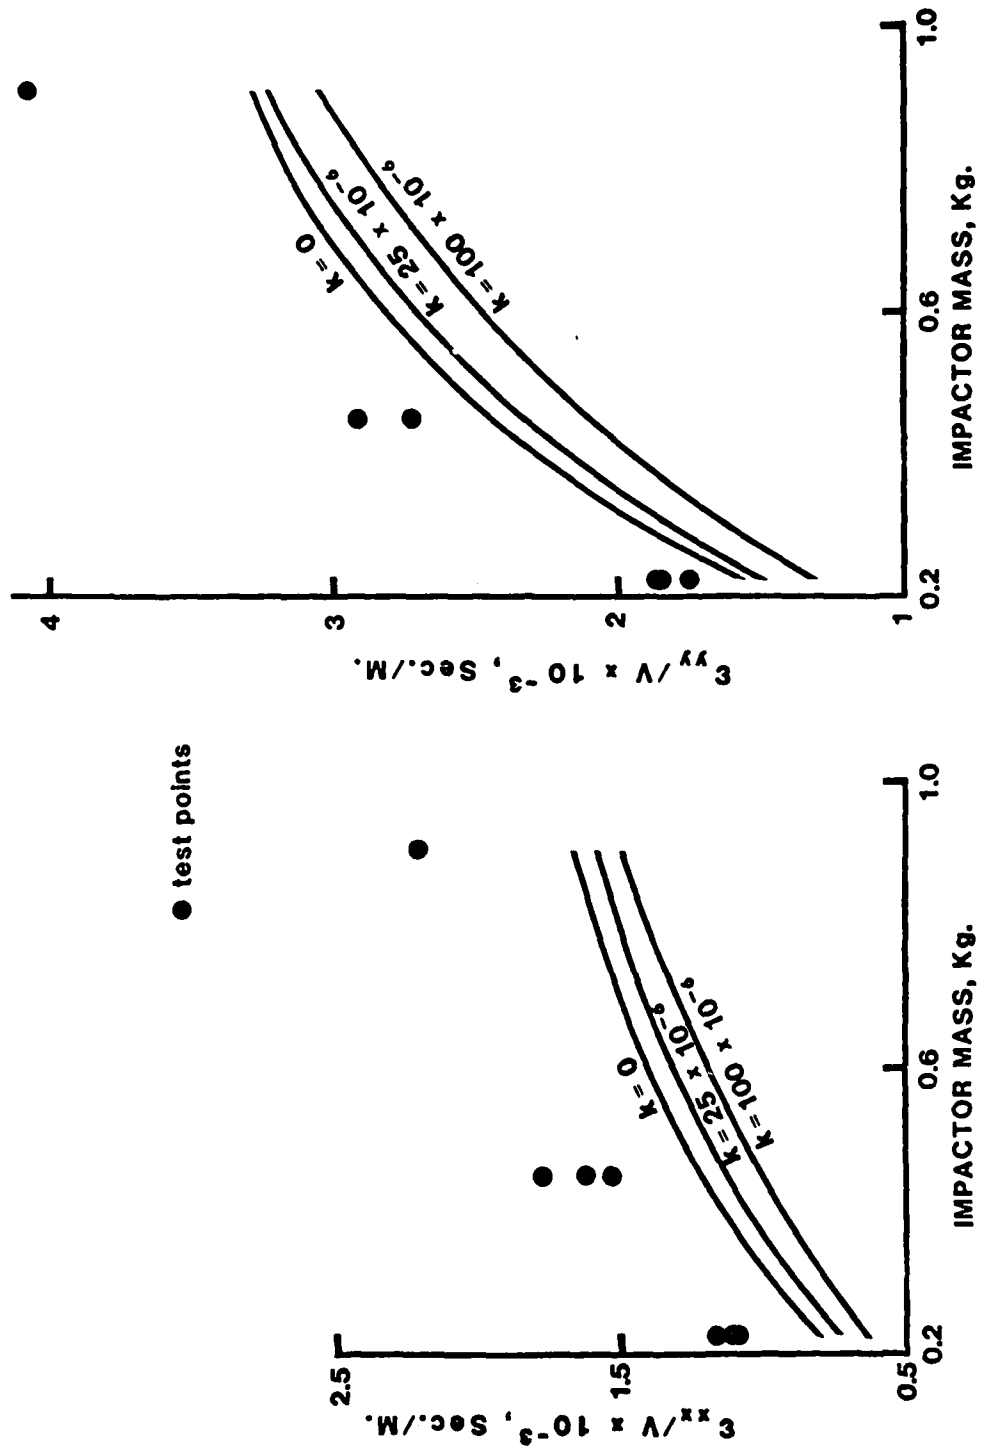 ● test points
2.5
1.5
0.5
ε_xx/V x 10⁻³, Sec./M.
k = 0
k = 25 x 10⁻⁶
k = 100 x 10⁻⁶
0.2
0.6
1.0
IMPACTOR MASS, Kg.
4
3
2
1
ε_yy/V x 10⁻³, Sec./M.
k = 0
k = 25 x 10⁻⁶
k = 100 x 10⁻⁶
0.2
0.6
1.0
IMPACTOR MASS, Kg.